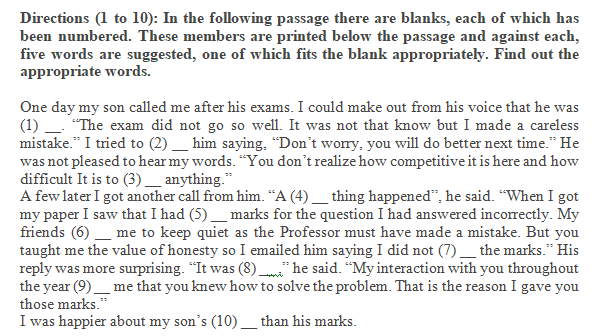 Directions (1 to 10): In the following passage there are blanks, each of which has
been numbered. These members are printed below the passage and against each,
five words are suggested, one of which fits the blank appropriately. Find out the
appropriate words.
One day my son called me after his exams. I could make out from his voice that he was
(1) __. “The exam did not go so well. It was not that know but I made a careless
mistake.” I tried to (2) __ him saying, “Don’t worry, you will do better next time.” He
was not pleased to hear my words. “You don’t realize how competitive it is here and how
difficult It is to (3) __ anything.”
A few later I got another call from him. “A (4) __ thing happened”, he said. “When I got
my paper I saw that I had (5) __ marks for the question I had answered incorrectly. My
friends (6) __ me to keep quiet as the Professor must have made a mistake. But you
taught me the value of honesty so I emailed him saying I did not (7) __ the marks.” His
reply was more surprising. “It was (8) __,” he said. “My interaction with you throughout
the year (9) __ me that you knew how to solve the problem. That is the reason I gave you
those marks.”
I was happier about my son’s (10) __ than his marks.